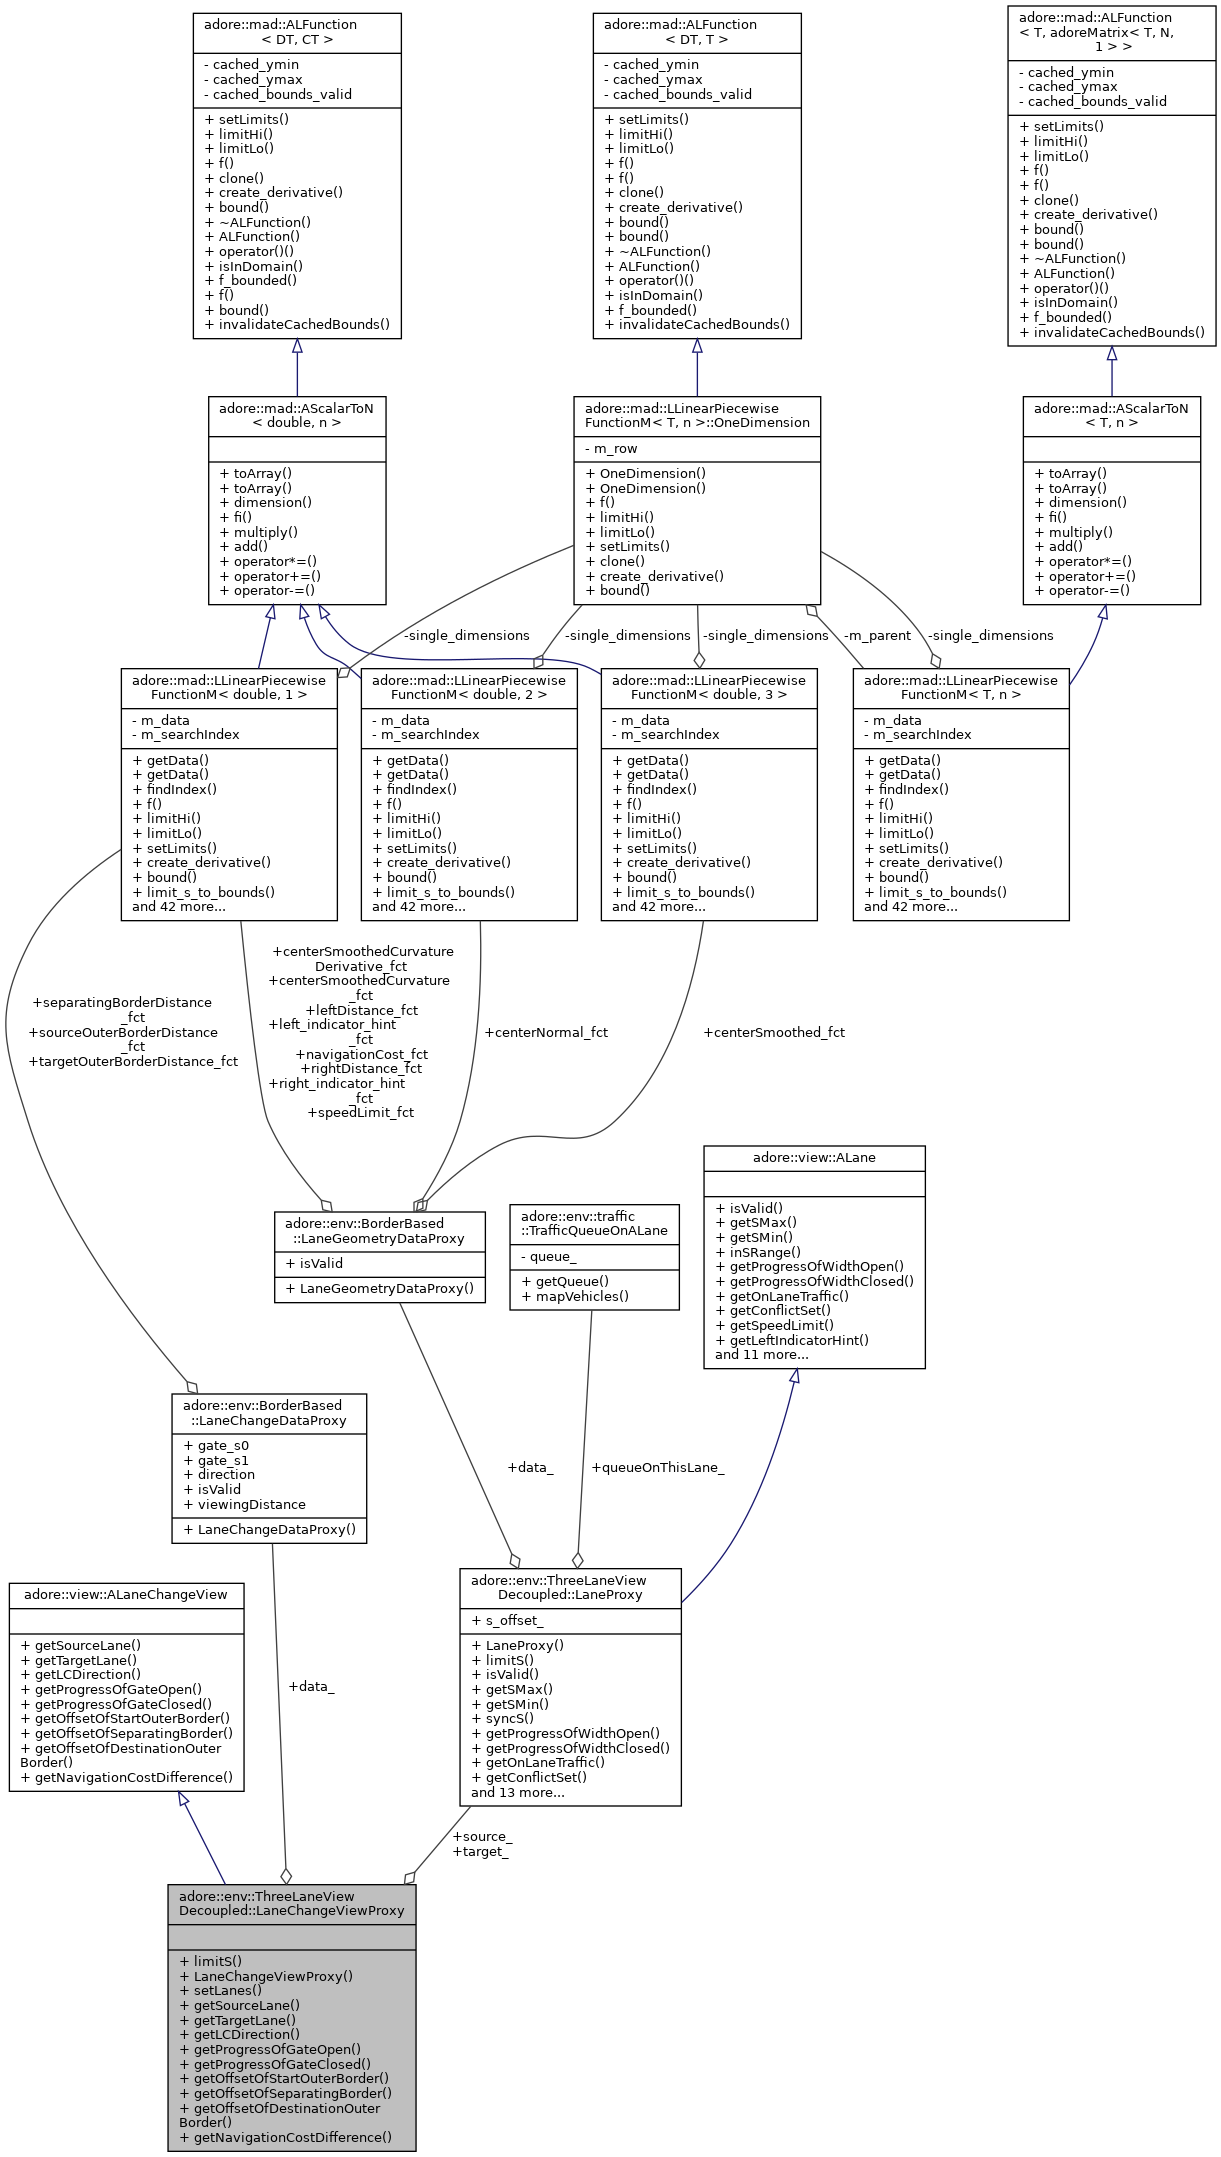 adore::mad::ALFunction
< DT, CT >
- cached_ymin
- cached_ymax
- cached_bounds_valid
+ setLimits()
+ limitHi()
+ limitLo()
+ f()
+ clone()
+ create_derivative()
+ bound()
+ ~ALFunction()
+ ALFunction()
+ operator()()
+ isInDomain()
+ f_bounded()
+ f()
+ bound()
+ invalidateCachedBounds()
adore::mad::ALFunction
< DT, T >
- cached_ymin
- cached_ymax
- cached_bounds_valid
+ setLimits()
+ limitHi()
+ limitLo()
+ f()
+ f()
+ clone()
+ create_derivative()
+ bound()
+ bound()
+ ~ALFunction()
+ ALFunction()
+ operator()()
+ isInDomain()
+ f_bounded()
+ invalidateCachedBounds()
adore::mad::ALFunction
< T, adoreMatrix< T, N,
1 > >
- cached_ymin
- cached_ymax
- cached_bounds_valid
+ setLimits()
+ limitHi()
+ limitLo()
+ f()
+ f()
+ clone()
+ create_derivative()
+ bound()
+ bound()
+ ~ALFunction()
+ ALFunction()
+ operator()()
+ isInDomain()
+ f_bounded()
+ invalidateCachedBounds()
adore::mad::AScalarToN
< double, n >
+ toArray()
+ toArray()
+ dimension()
+ fi()
+ multiply()
+ add()
+ operator*=()
+ operator+=()
+ operator-=()
adore::mad::LLinearPiecewise
FunctionM< T, n >::OneDimension
- m_row
+ OneDimension()
+ OneDimension()
+ f()
+ limitHi()
+ limitLo()
+ setLimits()
+ clone()
+ create_derivative()
+ bound()
adore::mad::AScalarToN
< T, n >
+ toArray()
+ toArray()
+ dimension()
+ fi()
+ multiply()
+ add()
+ operator*=()
+ operator+=()
+ operator-=()
-single_dimensions
-single_dimensions
-single_dimensions
-m_parent
-single_dimensions
adore::mad::LLinearPiecewise
FunctionM< double, 1 >
- m_data
- m_searchIndex
+ getData()
+ getData()
+ findIndex()
+ f()
+ limitHi()
+ limitLo()
+ setLimits()
+ create_derivative()
+ bound()
+ limit_s_to_bounds()
and 42 more...
adore::mad::LLinearPiecewise
FunctionM< double, 2 >
- m_data
- m_searchIndex
+ getData()
+ getData()
+ findIndex()
+ f()
+ limitHi()
+ limitLo()
+ setLimits()
+ create_derivative()
+ bound()
+ limit_s_to_bounds()
and 42 more...
adore::mad::LLinearPiecewise
FunctionM< double, 3 >
- m_data
- m_searchIndex
+ getData()
+ getData()
+ findIndex()
+ f()
+ limitHi()
+ limitLo()
+ setLimits()
+ create_derivative()
+ bound()
+ limit_s_to_bounds()
and 42 more...
adore::mad::LLinearPiecewise
FunctionM< T, n >
- m_data
- m_searchIndex
+ getData()
+ getData()
+ findIndex()
+ f()
+ limitHi()
+ limitLo()
+ setLimits()
+ create_derivative()
+ bound()
+ limit_s_to_bounds()
and 42 more...
+separatingBorderDistance
_fct
+sourceOuterBorderDistance
_fct
+targetOuterBorderDistance_fct
+centerSmoothedCurvature
Derivative_fct
+centerSmoothedCurvature
_fct
+leftDistance_fct
+left_indicator_hint
_fct
+navigationCost_fct
+rightDistance_fct
+right_indicator_hint
_fct
+speedLimit_fct
+centerNormal_fct
+centerSmoothed_fct
adore::env::BorderBased
::LaneGeometryDataProxy
+ isValid
+ LaneGeometryDataProxy()
adore::env::traffic
::TrafficQueueOnALane
- queue_
+ getQueue()
+ mapVehicles()
adore::view::ALane
+ isValid()
+ getSMax()
+ getSMin()
+ inSRange()
+ getProgressOfWidthOpen()
+ getProgressOfWidthClosed()
+ getOnLaneTraffic()
+ getConflictSet()
+ getSpeedLimit()
+ getLeftIndicatorHint()
and 11 more...
adore::env::BorderBased
::LaneChangeDataProxy
+ gate_s0
+ gate_s1
+ direction
+ isValid
+ viewingDistance
+ LaneChangeDataProxy()
+data_
+queueOnThisLane_
adore::view::ALaneChangeView
+ getSourceLane()
+ getTargetLane()
+ getLCDirection()
+ getProgressOfGateOpen()
+ getProgressOfGateClosed()
+ getOffsetOfStartOuterBorder()
+ getOffsetOfSeparatingBorder()
+ getOffsetOfDestinationOuter
Border()
+ getNavigationCostDifference()
+data_
adore::env::ThreeLaneView
Decoupled::LaneProxy
+ s_offset_
+ LaneProxy()
+ limitS()
+ isValid()
+ getSMax()
+ getSMin()
+ syncS()
+ getProgressOfWidthOpen()
+ getProgressOfWidthClosed()
+ getOnLaneTraffic()
+ getConflictSet()
and 13 more...
+source_
+target_
adore::env::ThreeLaneView
Decoupled::LaneChangeViewProxy
+ limitS()
+ LaneChangeViewProxy()
+ setLanes()
+ getSourceLane()
+ getTargetLane()
+ getLCDirection()
+ getProgressOfGateOpen()
+ getProgressOfGateClosed()
+ getOffsetOfStartOuterBorder()
+ getOffsetOfSeparatingBorder()
+ getOffsetOfDestinationOuter
Border()
+ getNavigationCostDifference()